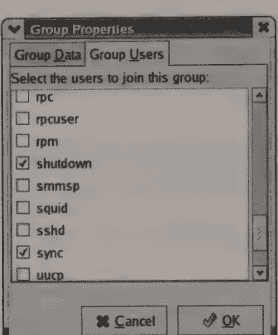 Group Properties
Group Data Group Users
Select the users to join this group:
rpc
rpcuser
rpm
shutdown
smmsp
squid
sshd
sync
uucp
Cancel OK